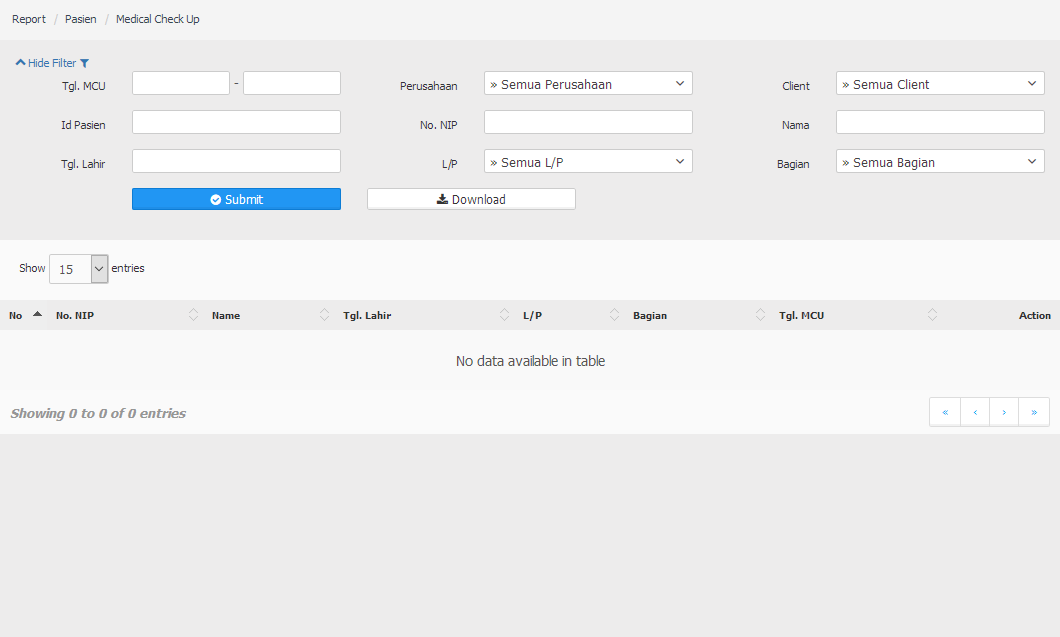 Report / Pasien / Medical Check Up
Hide Filter
Tgl. MCU - Perusahaan » Semua Perusahaan Client » Semua Client
Id Pasien No. NIP Nama
Tgl. Lahir L/P » Semua L/P Bagian » Semua Bagian
Submit Download
Show 15 entries
No No. NIP Name Tgl. Lahir L/P Bagian Tgl. MCU Action
No data available in table
Showing 0 to 0 of 0 entries « ‹ › »